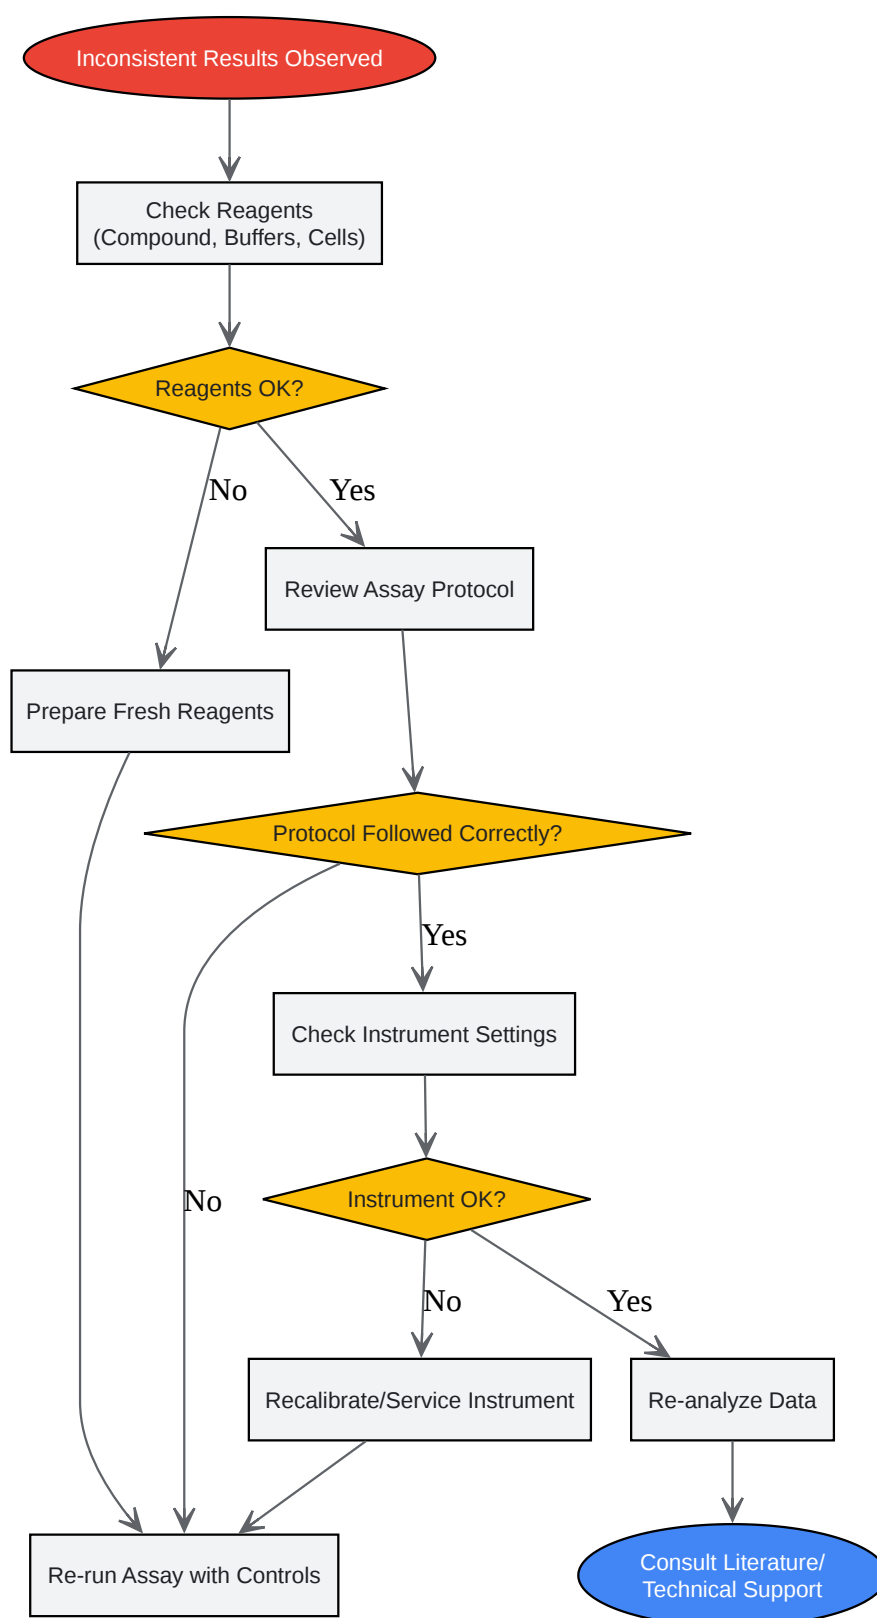 Inconsistent Results Observed
Check Reagents
(Compound, Buffers, Cells)
Reagents OK?
No
Yes
Review Assay Protocol
Prepare Fresh Reagents
Protocol Followed Correctly?
Yes
Check Instrument Settings
No
Instrument OK?
No
Yes
Recalibrate/Service Instrument
Re-analyze Data
Re-run Assay with Controls
Consult Literature/
Technical Support